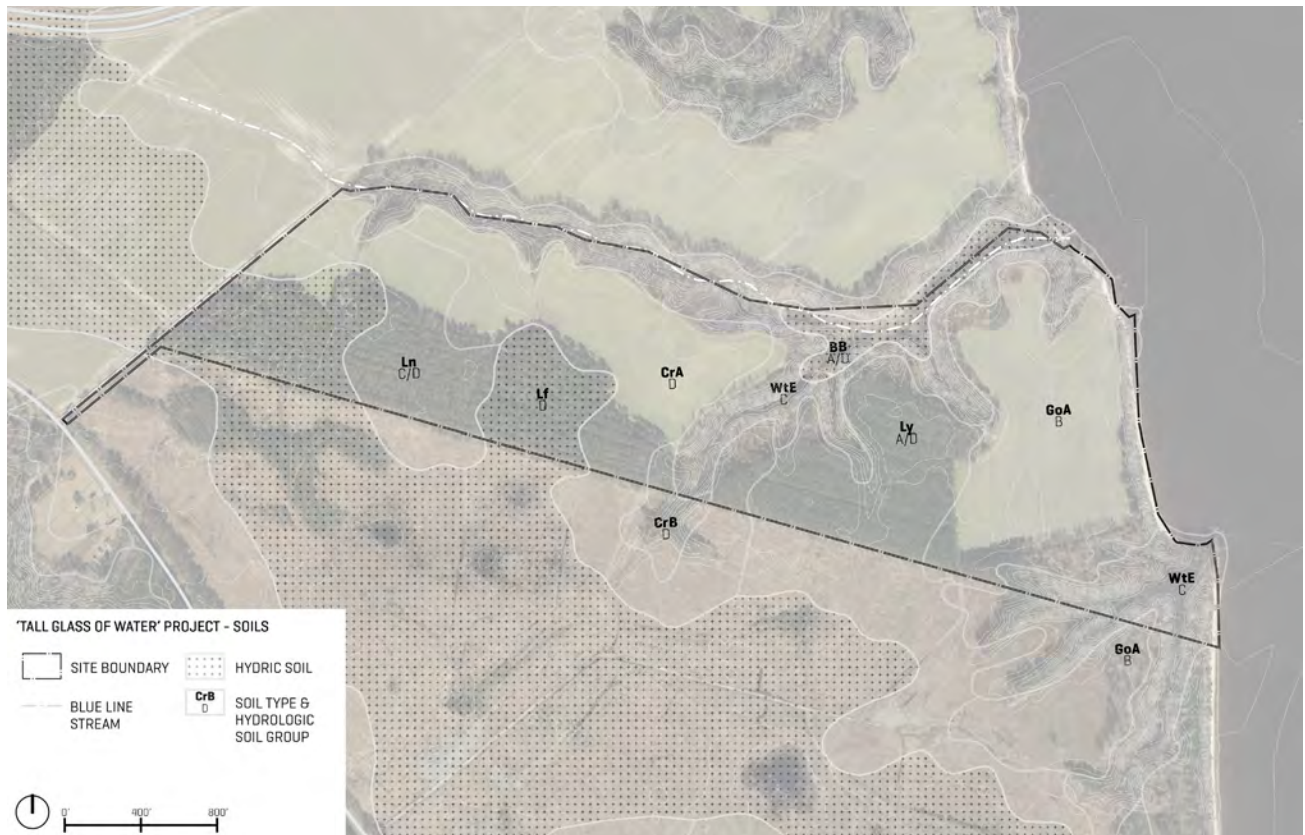 BB
A/D
Ln
C/D
CrA
D
WtE
C
Lf
D
GoA
B
Ly
A/D
CrB
D
WtE
C
GoA
B
'TALL GLASS OF WATER' PROJECT - SOILS
SITE BOUNDARY
HYDRIC SOIL
BLUE LINE
STREAM
CrB
D
SOIL TYPE &
HYDROLOGIC
SOIL GROUP
0'
400'
800'